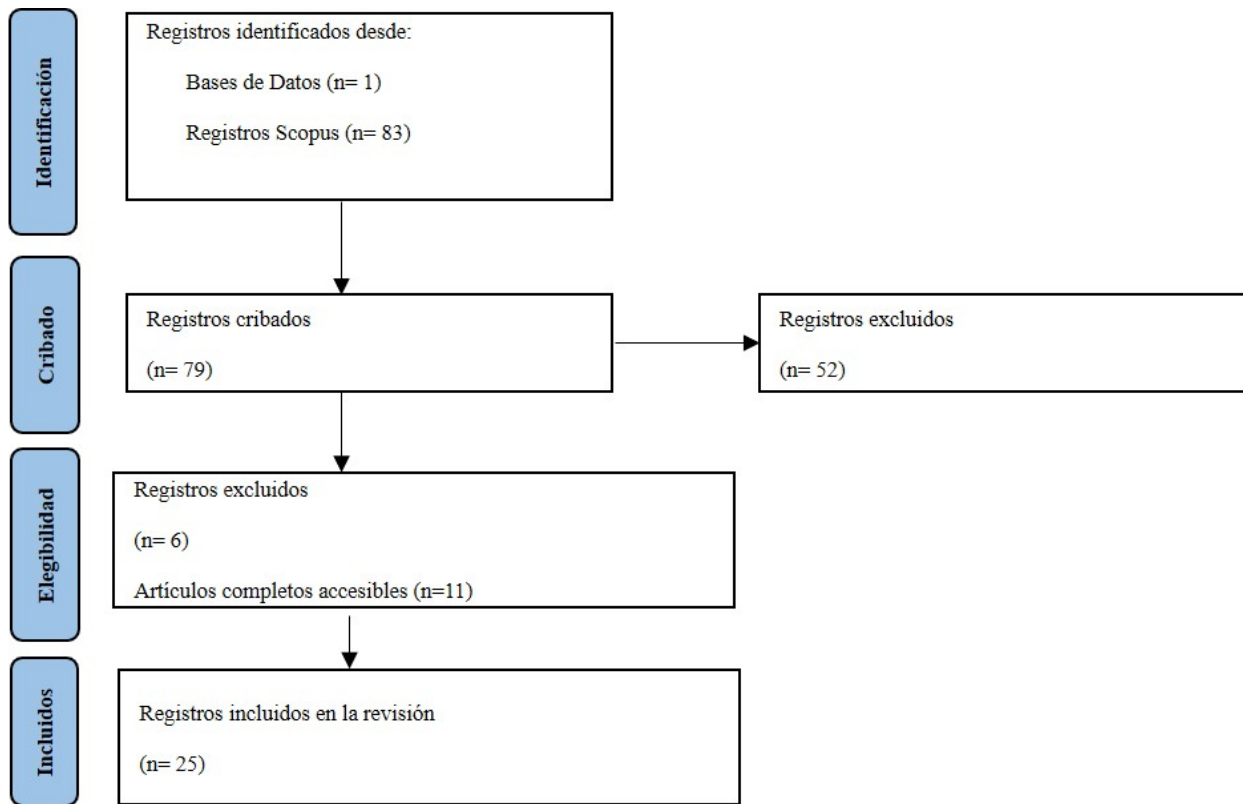 Identificación
Registros identificados desde:
Bases de Datos (n= 1)
Registros Scopus (n= 83)
Cribado
Registros cribados
(n= 79)
Registros excluidos
(n= 52)
Elegibilidad
Registros excluidos
(n= 6)
Artículos completos accesibles (n=11)
Incluidos
Registros incluidos en la revisión
(n= 25)